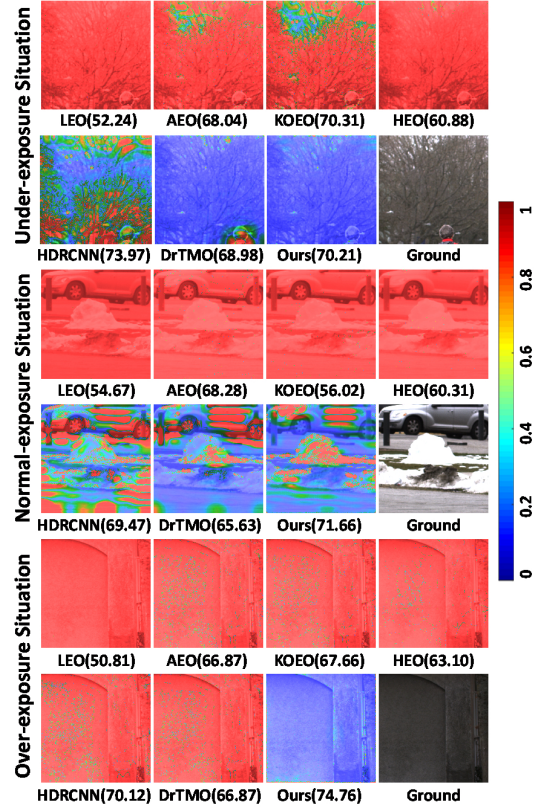 Under-exposure Situation
LEO(52.24) AEO(68.04) KOEO(70.31) HEO(60.88)
HDRCNN(73.97) DrTMO(68.98) Ours(70.21) Ground
Normal-exposure Situation
LEO(54.67) AEO(68.28) KOEO(56.02) HEO(60.31)
HDRCNN(69.47) DrTMO(65.63) Ours(71.66) Ground
Over-exposure Situation
LEO(50.81) AEO(66.87) KOEO(67.66) HEO(63.10)
HDRCNN(70.12) DrTMO(66.87) Ours(74.76) Ground
1
0.8
0.6
0.4
0.2
0